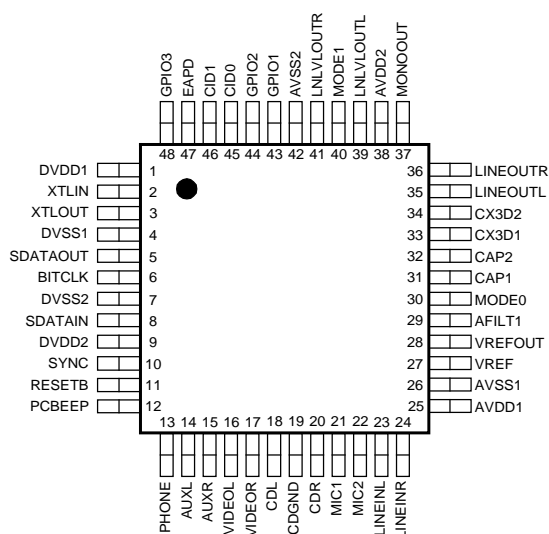 GPIO3
EAPD
CID1
CID0
GPIO2
GPIO1
AVSS2
LNLVLOUTR
MODE1
LNLVLOUTL
AVDD2
MONOOUT
48 47 46 45 44 43 42 41 40 39 38 37
DVDD1 1
XTLIN 2
XTLOUT 3
DVSS1 4
SDATAOUT 5
BITCLK 6
DVSS2 7
SDATAIN 8
DVDD2 9
SYNC 10
RESETB 11
PCBEEP 12
36 LINEOUTR
35 LINEOUTL
34 CX3D2
33 CX3D1
32 CAP2
31 CAP1
30 MODE0
29 AFILT1
28 VREFOUT
27 VREF
26 AVSS1
25 AVDD1
13 14 15 16 17 18 19 20 21 22 23 24
PHONE
AUXL
AUXR
VIDEOL
VIDEOR
CDL
CDGND
CDR
MIC1
MIC2
LINEINL
LINEINR